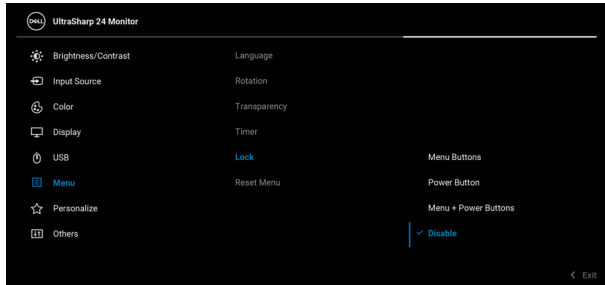 DELL UltraSharp 24 Monitor
Brightness/Contrast Language
Input Source Rotation
Color Transparency
Display Timer
USB Lock Menu Buttons
Menu Reset Menu Power Button
Personalize Menu + Power Buttons
Others Disable
Exit